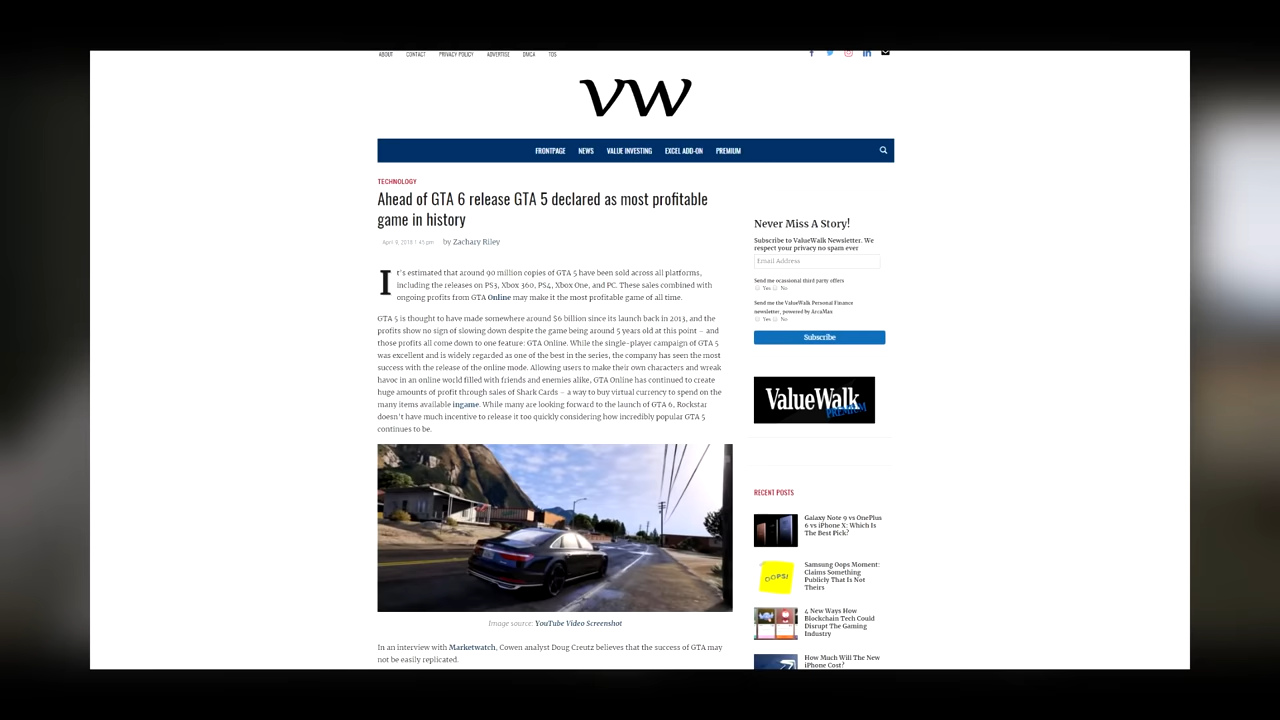 ABOUT CONTACT PRIVACY POLICY ADVERTISE DMCA TOS
vw
FRONTPAGE NEWS VALUE INVESTING EXCEL ADD-ON PREMIUM
TECHNOLOGY
Ahead of GTA 6 release GTA 5 declared as most profitable
game in history
April 9, 2018 1:45 pm by Zachary Riley
It's estimated that around 90 million copies of GTA 5 have been sold across all platforms,
including the releases on PS3, Xbox 360, PS4, Xbox One, and PC. These sales combined with
ongoing profits from GTA Online may make it the most profitable game of all time.
GTA 5 is thought to have made somewhere around $6 billion since its launch back in 2013, and the
profits show no sign of slowing down despite the game being around 5 years old at this point – and
those profits all come down to one feature: GTA Online. While the single-player campaign of GTA 5
was excellent and is widely regarded as one of the best in the series, the company has seen the most
success with the release of the online mode. Allowing users to make their own characters and wreak
havoc in an online world filled with friends and enemies alike, GTA Online has continued to create
huge amounts of profit through sales of Shark Cards – a way to buy virtual currency to spend on the
many items available ingame. While many are looking forward to the launch of GTA 6, Rockstar
doesn't have much incentive to release it too quickly considering how incredibly popular GTA 5
continues to be.
Image source: YouTube Video Screenshot
In an interview with Marketwatch, Cowen analyst Doug Creutz believes that the success of GTA may
not be easily replicated.
Never Miss A Story!
Subscribe to ValueWalk Newsletter. We
respect your privacy no spam ever
Email Address
Send me ocassional third party offers
Yes No
Send me the ValueWalk Personal Finance
newsletter, powered by ArcaMax
Yes No
Subscribe
ValueWalk
PREMIUM
RECENT POSTS
Galaxy Note 9 vs OnePlus
6 vs iPhone X: Which Is
The Best Pick?
OOPS!
Samsung Oops Moment:
Claims Something
Publicly That Is Not
Theirs
4 New Ways How
Blockchain Tech Could
Disrupt The Gaming
Industry
How Much Will The New
iPhone Cost?